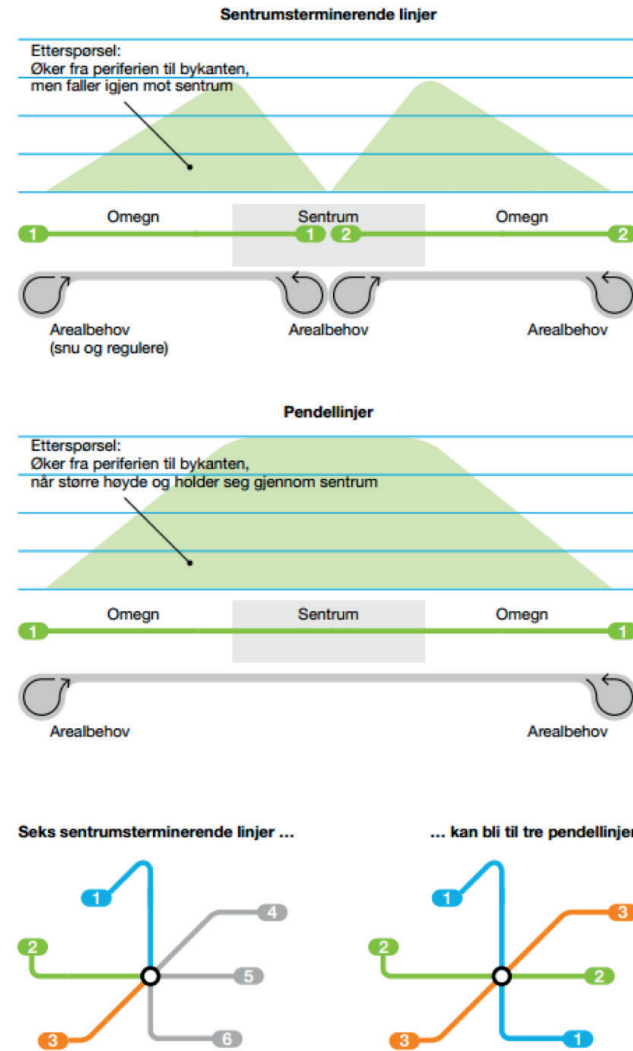 Sentrumsterminerende linjer
Etterspørsel:
Øker fra periferien til bykanten,
men faller igjen mot sentrum
Omegn
Sentrum
Omegn
1
1
2
2
Arealbehov
(snu og regulere)
Arealbehov
Arealbehov
Pendellinjer
Etterspørsel:
Øker fra periferien til bykanten,
når større høyde og holder seg gjennom sentrum
Omegn
Sentrum
Omegn
1
1
Arealbehov
Arealbehov
Seks sentrumsterminerende linjer ...
... kan bli til tre pendellinjer
1
4
2
5
3
6
1
3
2
2
3
1